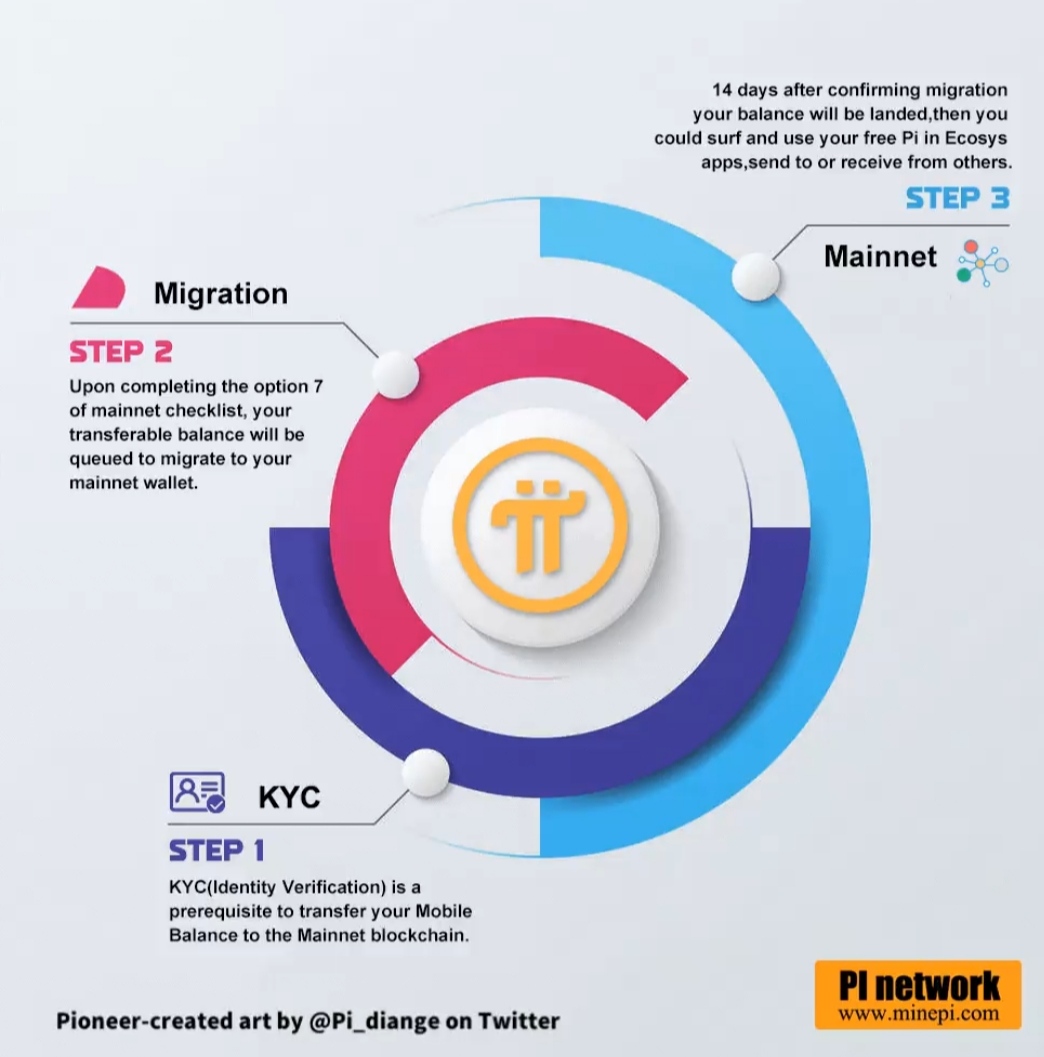 14 days after confirming migration
your balance will be landed,then you
could surf and use your free Pi in Ecosys
apps,send to or receive from others.
STEP 3
Mainnet
Migration
STEP 2
Upon completing the option 7
of mainnet checklist, your
transferable balance will be
queued to migrate to your
mainnet wallet.
KYC
STEP 1
KYC(Identity Verification) is a
prerequisite to transfer your Mobile
Balance to the Mainnet blockchain.
PI network
www.minepi.com
Pioneer-created art by @Pi_diange on Twitter